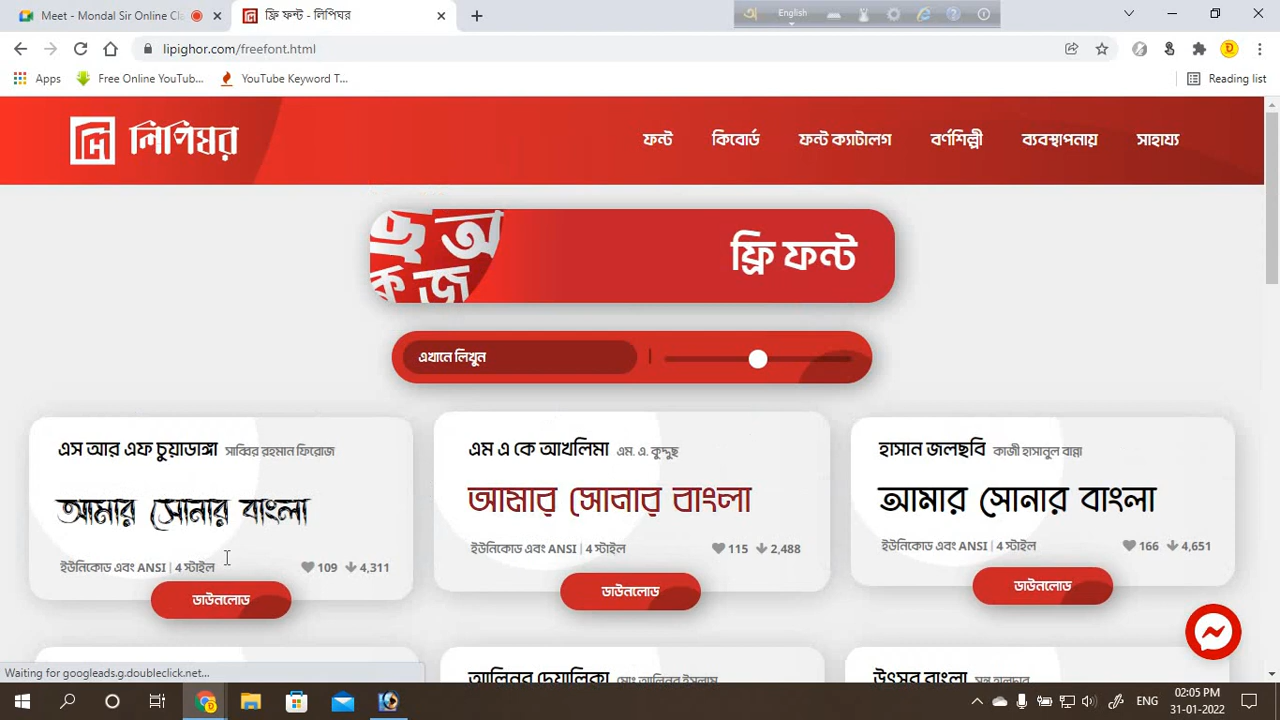 Meet - Mondal Sir Online Cl
ফ্রি ফন্ট - লিপিঘর
English
lipighor.com/freefont.html
Apps
Free Online YouTub...
YouTube Keyword T...
Reading list
লিপিঘর
ফন্ট
কিবোর্ড
ফন্ট ক্যাটালগ
বর্ণশিল্পী
ব্যবস্থাপনায়
সাহায্য
ফ্রি ফন্ট
এখানে লিখুন
এস আর এফ চুয়াডাঙ্গা সাব্বির রহমান ফিরোজ
আমার সোনার বাংলা
ইউনিকোড এবং ANSI | 4 স্টাইল 109 4,311
ডাউনলোড
এম এ কে আখলিমা এম. এ. কুদ্দুছ
আমার সোনার বাংলা
ইউনিকোড এবং ANSI | 4 স্টাইল 115 2,488
ডাউনলোড
হাসান জলছবি কাজী হাসানুল বান্না
আমার সোনার বাংলা
ইউনিকোড এবং ANSI | 4 স্টাইল 166 4,651
ডাউনলোড
আলিনুর দেয়ালিকা মোঃ আলিনুর ইসলাম
উৎসব বাংলা
Waiting for googleads.g.doubleclick.net...
ENG
02:05 PM
31-01-2022